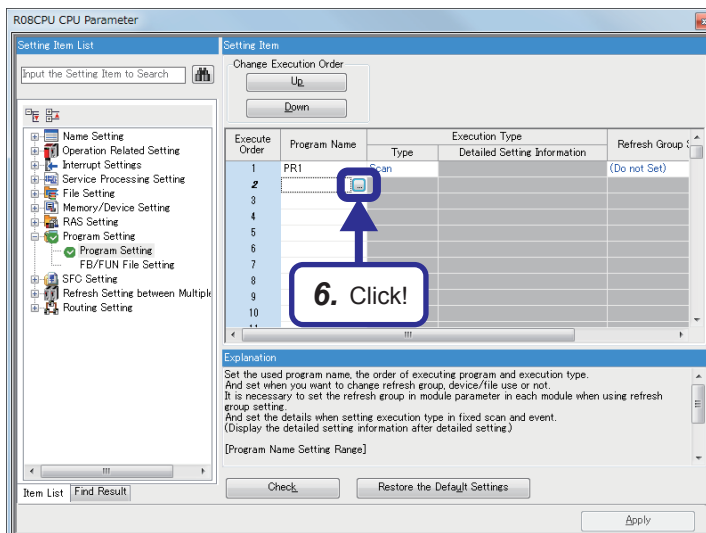 R08CPU CPU Parameter
Setting Item List
Input the Setting Item to Search
Name Setting
Operation Related Setting
Interrupt Settings
Service Processing Setting
File Setting
Memory/Device Setting
RAS Setting
Program Setting
Program Setting
FB/FUN File Setting
SFC Setting
Refresh Setting between Multiple
Routing Setting
Item List Find Result
Setting Item
Change Execution Order
Up
Down
Execute Order Program Name Execution Type Refresh Group
Type Detailed Setting Information
1 PR1 Scan (Do not Set)
2 ...
3
4
5
6
7
8
9
10
6. Click!
Explanation
Set the used program name, the order of executing program and execution type.
And set when you want to change refresh group, device/file use or not.
It is necessary to set the refresh group in module parameter in each module when using refresh
group setting.
And set the details when setting execution type in fixed scan and event.
(Display the detailed setting information after detailed setting.)
[Program Name Setting Range]
Check Restore the Default Settings
Apply